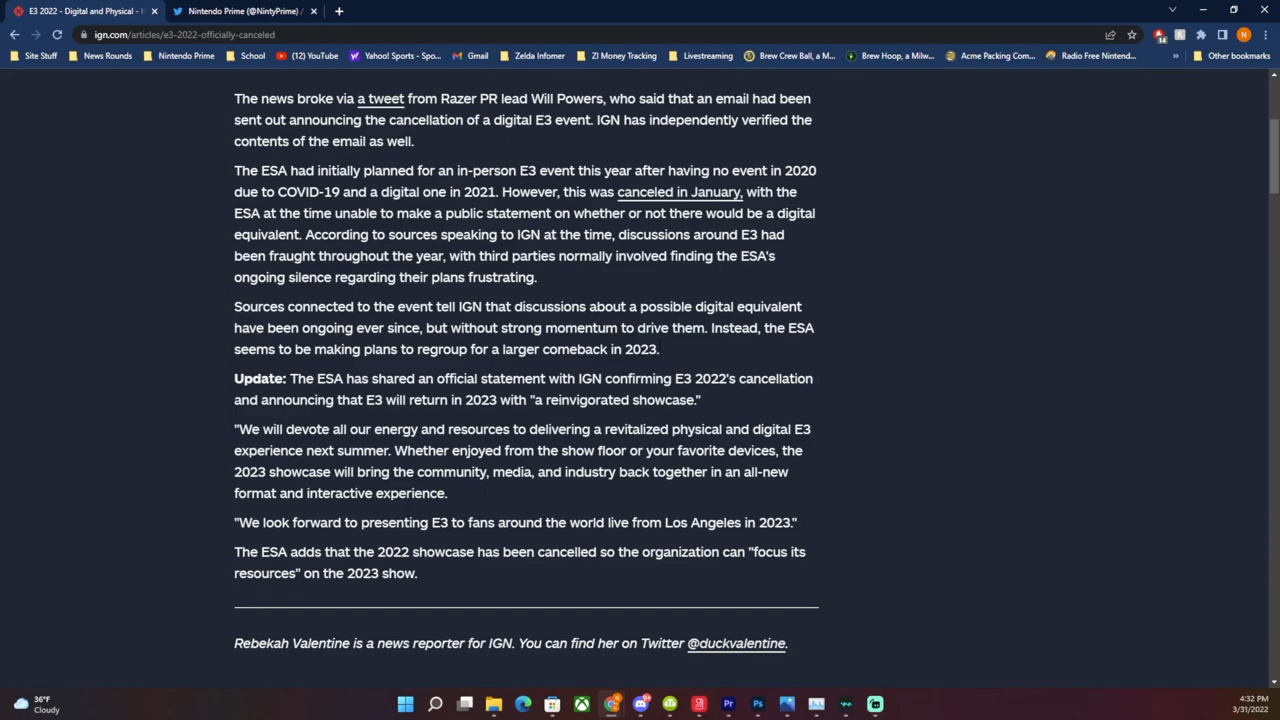 E3 2022 - Digital and Physical - H
Nintendo Prime (@NintyPrime) /
ign.com/articles/e3-2022-officially-canceled
14
N
Site Stuff
News Rounds
Nintendo Prime
School
(12) YouTube
Yahoo! Sports - Spo...
Gmail
Zelda Infomer
ZI Money Tracking
Livestreaming
Brew Crew Ball, a M...
Brew Hoop, a Milw...
Acme Packing Com...
Radio Free Nintend...
»
Other bookmarks
The news broke via a tweet from Razer PR lead Will Powers, who said that an email had been
sent out announcing the cancellation of a digital E3 event. IGN has independently verified the
contents of the email as well.
The ESA had initially planned for an in-person E3 event this year after having no event in 2020
due to COVID-19 and a digital one in 2021. However, this was canceled in January, with the
ESA at the time unable to make a public statement on whether or not there would be a digital
equivalent. According to sources speaking to IGN at the time, discussions around E3 had
been fraught throughout the year, with third parties normally involved finding the ESA's
ongoing silence regarding their plans frustrating.
Sources connected to the event tell IGN that discussions about a possible digital equivalent
have been ongoing ever since, but without strong momentum to drive them. Instead, the ESA
seems to be making plans to regroup for a larger comeback in 2023.
Update: The ESA has shared an official statement with IGN confirming E3 2022's cancellation
and announcing that E3 will return in 2023 with "a reinvigorated showcase."
"We will devote all our energy and resources to delivering a revitalized physical and digital E3
experience next summer. Whether enjoyed from the show floor or your favorite devices, the
2023 showcase will bring the community, media, and industry back together in an all-new
format and interactive experience.
"We look forward to presenting E3 to fans around the world live from Los Angeles in 2023."
The ESA adds that the 2022 showcase has been cancelled so the organization can "focus its
resources" on the 2023 show.
Rebekah Valentine is a news reporter for IGN. You can find her on Twitter @duckvalentine.
36°F
Cloudy
Pr
Ps
4:32 PM
3/31/2022